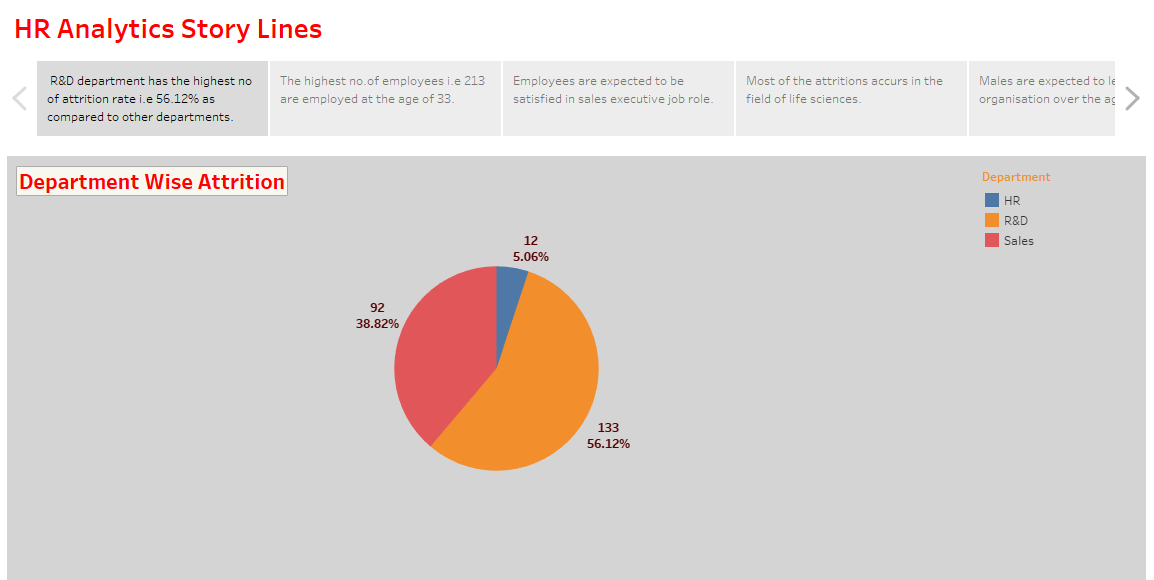 HR Analytics Story Lines
R&D department has the highest no
of attrition rate i.e 56.12% as
compared to other departments.
The highest no.of employees i.e 213
are employed at the age of 33.
Employees are expected to be
satisfied in sales executive job role.
Most of the attritions accurs in the
field of life sciences.
Males are expected to le
organisation over the ag
Department Wise Attrition
Department
HR
R&D
Sales
12
5.06%
92
38.82%
133
56.12%